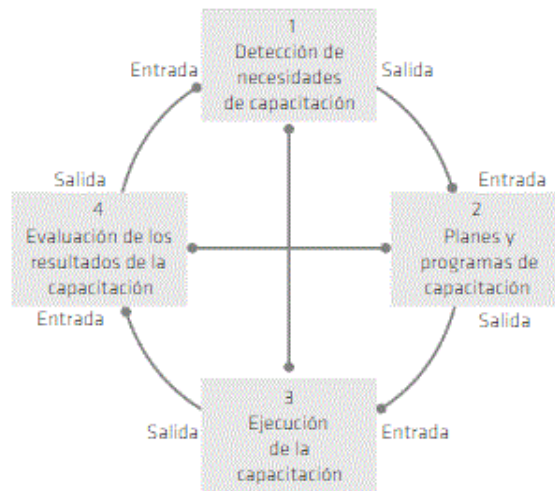 1
Detección de
necesidades
de capacitación
Entrada
Salida
Salida
Entrada
4
Evaluación de los
resultados de la
capacitación
2
Planes y
programas de
capacitación
Entrada
Salida
3
Ejecución
de la
capacitación
Salida
Entrada